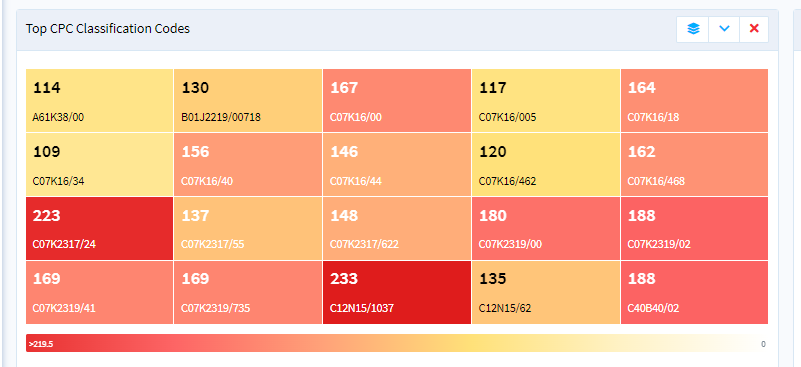 Top CPC Classification Codes
114 130 167 117 164
A61K38/00 B01J2219/00718 C07K16/00 C07K16/005 C07K16/18
109 156 146 120 162
C07K16/34 C07K16/40 C07K16/44 C07K16/462 C07K16/468
223 137 148 180 188
C07K2317/24 C07K2317/55 C07K2317/622 C07K2319/00 C07K2319/02
169 169 233 135 188
C07K2319/41 C07K2319/735 C12N15/1037 C12N15/62 C40B40/02
>219.5 0